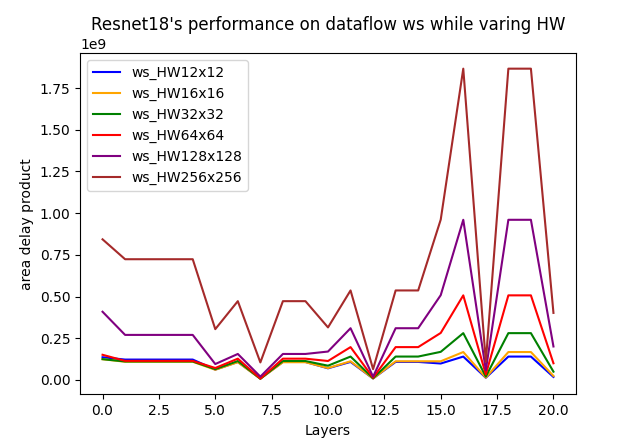 Resnet18's performance on dataflow ws while varing HW
1e9
ws_HW12x12
ws_HW16x16
ws_HW32x32
ws_HW64x64
ws_HW128x128
ws_HW256x256
area delay product
1.75
1.50
1.25
1.00
0.75
0.50
0.25
0.00
0.0 2.5 5.0 7.5 10.0 12.5 15.0 17.5 20.0
Layers